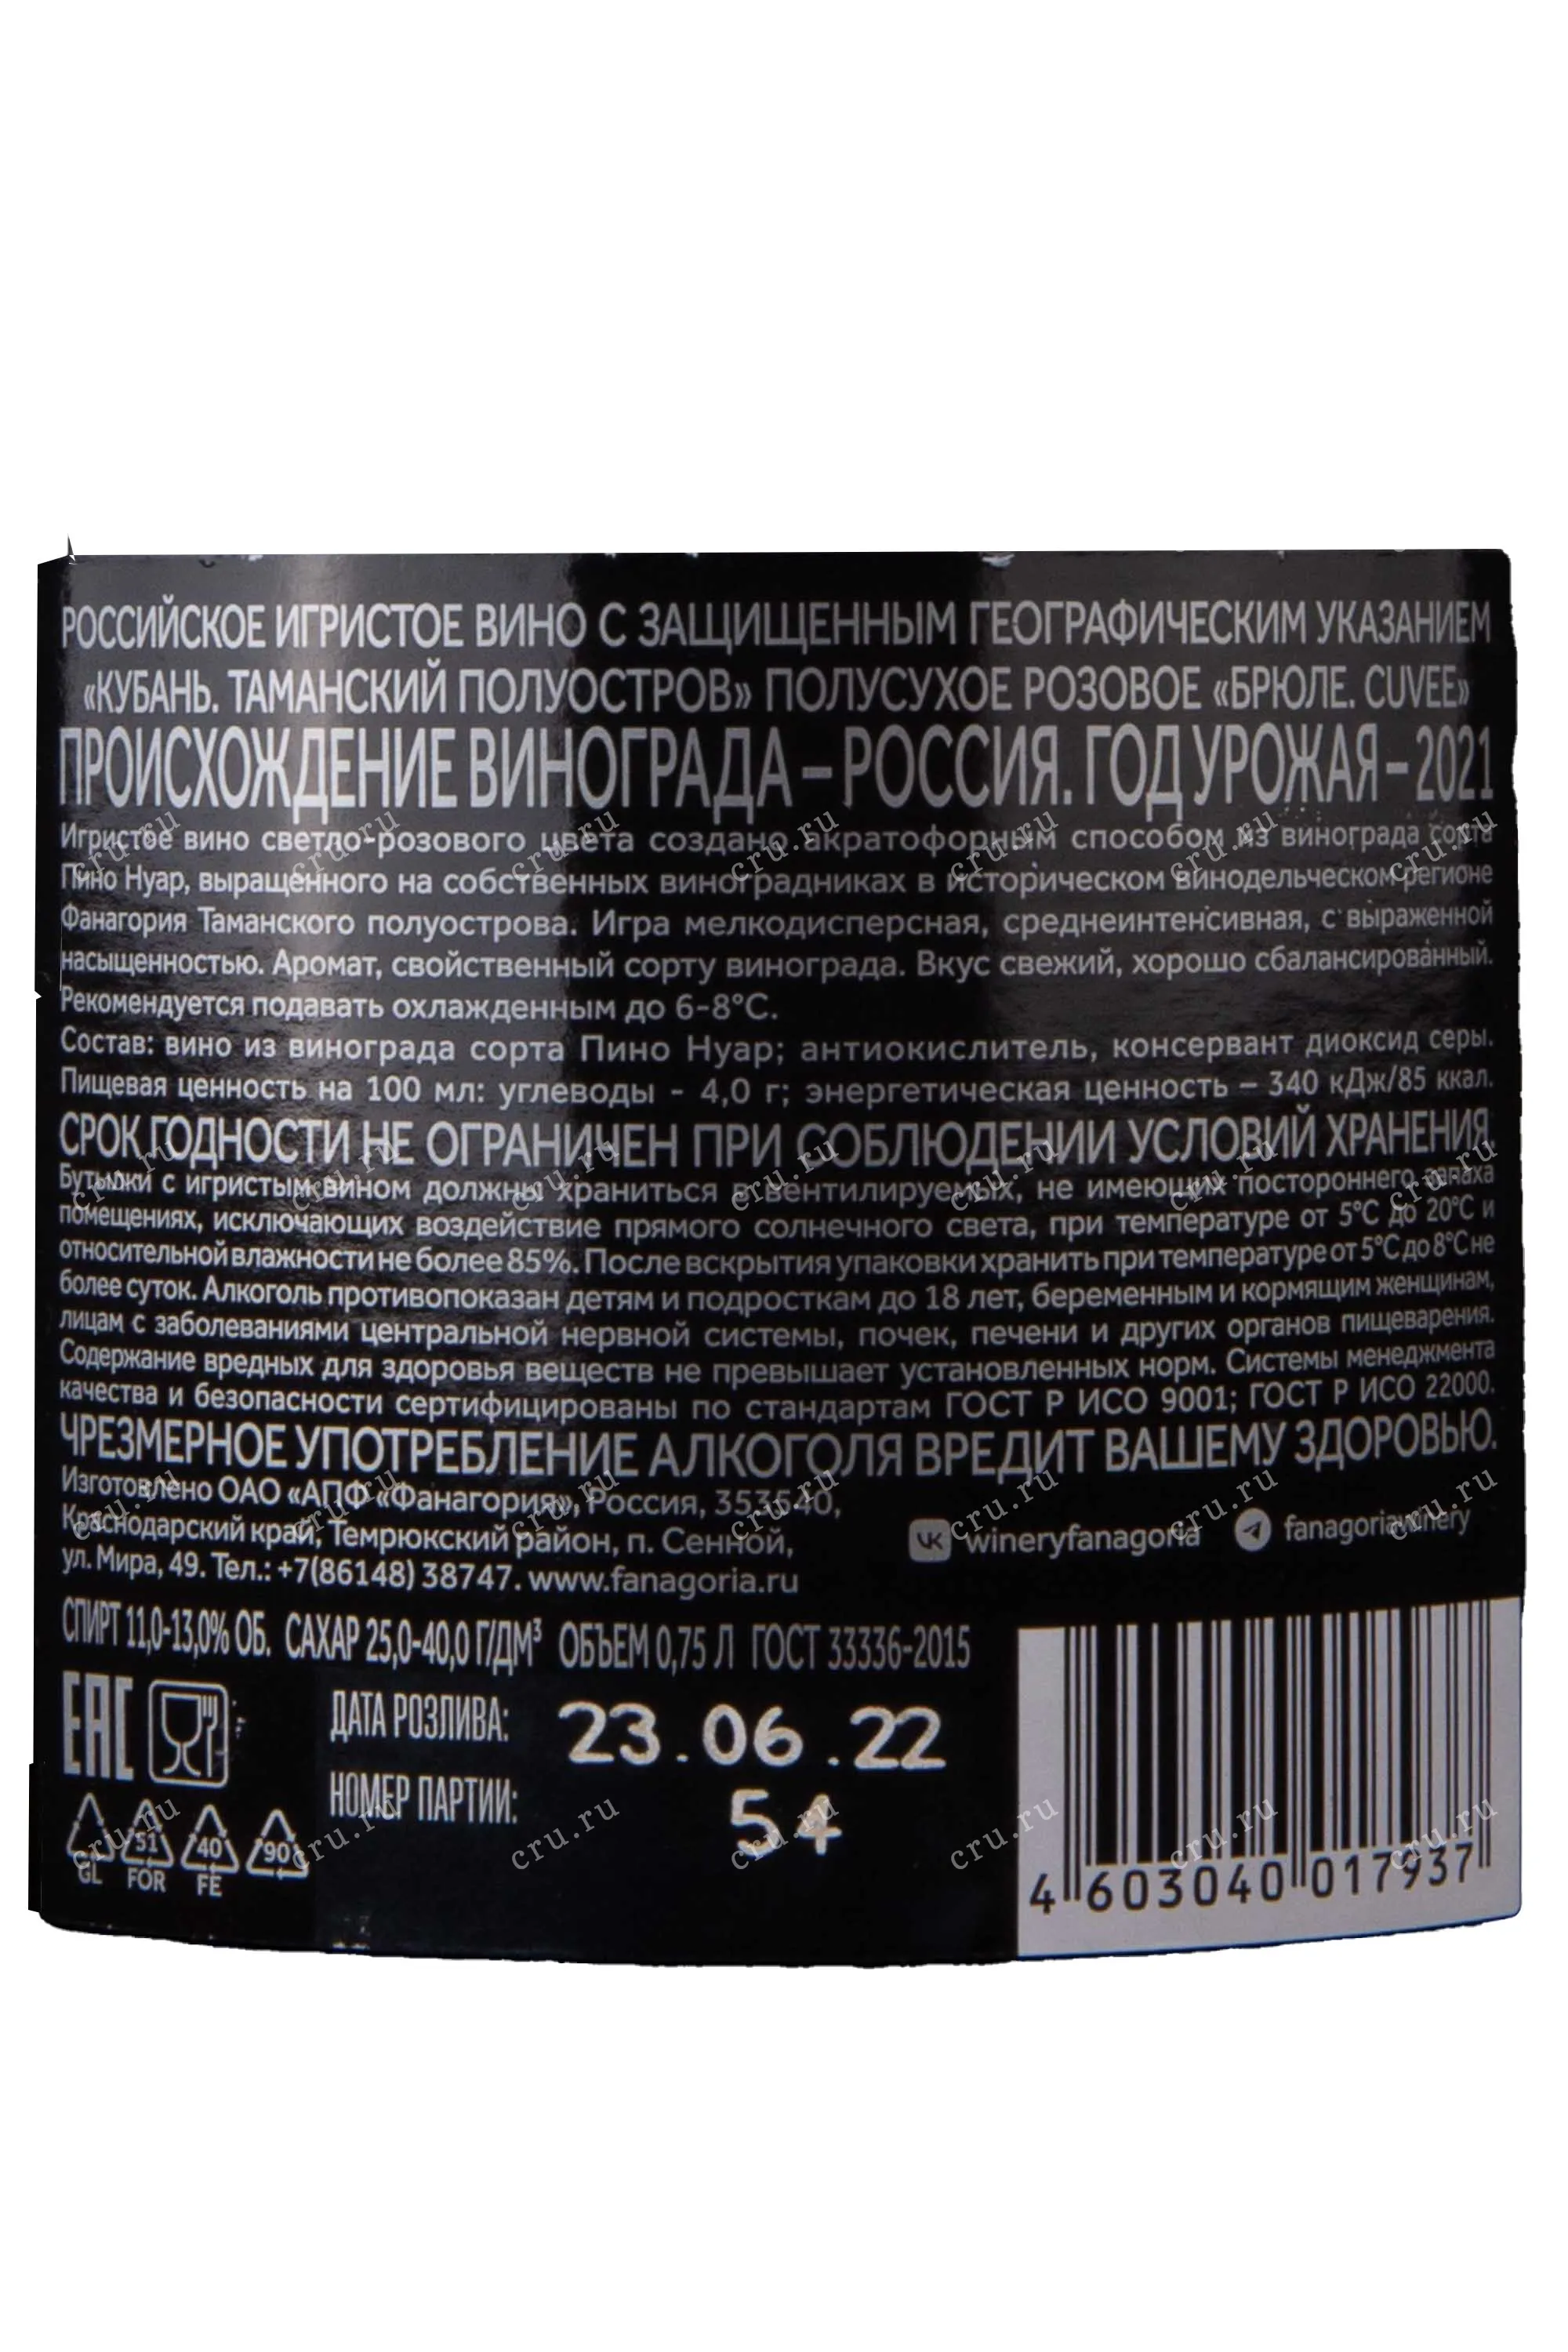 РОССИЙСКОЕ ИГРИСТОЕ ВИНО С ЗАЩИЩЕННЫМ ГЕОГРАФИЧЕСКИМ УКАЗАНИЕМ
«КУБАНЬ. ТАМАНСКИЙ ПОЛУОСТРОВ» ПОЛУСУХОЕ РОЗОВОЕ «БРЮЛЕ. CUVEE»
ПРОИСХОЖДЕНИЕ ВИНОГРАДА – РОССИЯ. ГОД УРОЖАЯ – 2021
Игристое вино светло-розового цвета создано акратофорным способом из винограда сорта
Пино Нуар, выращенного на собственных виноградниках в историческом винодельческом регионе
Фанагория Таманского полуострова. Игра мелкодисперсная, среднеинтенсивная, с выраженной
насыщенностью. Аромат, свойственный сорту винограда. Вкус свежий, хорошо сбалансированный.
Рекомендуется подавать охлажденным до 6-8°С.
Состав: вино из винограда сорта Пино Нуар; антиокислитель, консервант диоксид серы.
Пищевая ценность на 100 мл: углеводы - 4,0 г; энергетическая ценность – 340 кДж/85 ккал.
СРОК ГОДНОСТИ НЕ ОГРАНИЧЕН ПРИ СОБЛЮДЕНИИ УСЛОВИЙ ХРАНЕНИЯ.
Бутылки с игристым вином должны храниться в вентилируемых, не имеющих постороннего запаха
помещениях, исключающих воздействие прямого солнечного света, при температуре от 5°С до 20°С и
относительной влажности не более 85%. После вскрытия упаковки хранить при температуре от 5°С до 8°С не
более суток. Алкоголь противопоказан детям и подросткам до 18 лет, беременным и кормящим женщинам,
лицам с заболеваниями центральной нервной системы, почек, печени и других органов пищеварения.
Содержание вредных для здоровья веществ не превышает установленных норм. Системы менеджмента
качества и безопасности сертифицированы по стандартам ГОСТ Р ИСО 9001; ГОСТ Р ИСО 22000.
ЧРЕЗМЕРНОЕ УПОТРЕБЛЕНИЕ АЛКОГОЛЯ ВРЕДИТ ВАШЕМУ ЗДОРОВЬЮ.
Изготовлено ОАО «АПФ «Фанагория», Россия, 353540,
Краснодарский край, Темрюкский район, п. Сенной,
ул. Мира, 49. Тел.: +7(86148) 38747. www.fanagoria.ru
wineryfanagoria fanagoriawinery
СПИРТ 11,0-13,0% ОБ. САХАР 25,0-40,0 Г/ДМ³ ОБЪЕМ 0,75 Л ГОСТ 33336-2015
EAC
ДАТА РОЗЛИВА: 23.06.22
НОМЕР ПАРТИИ: 54
GL 51 FOR 40 FE 90
4 603040 017937
cru.ru